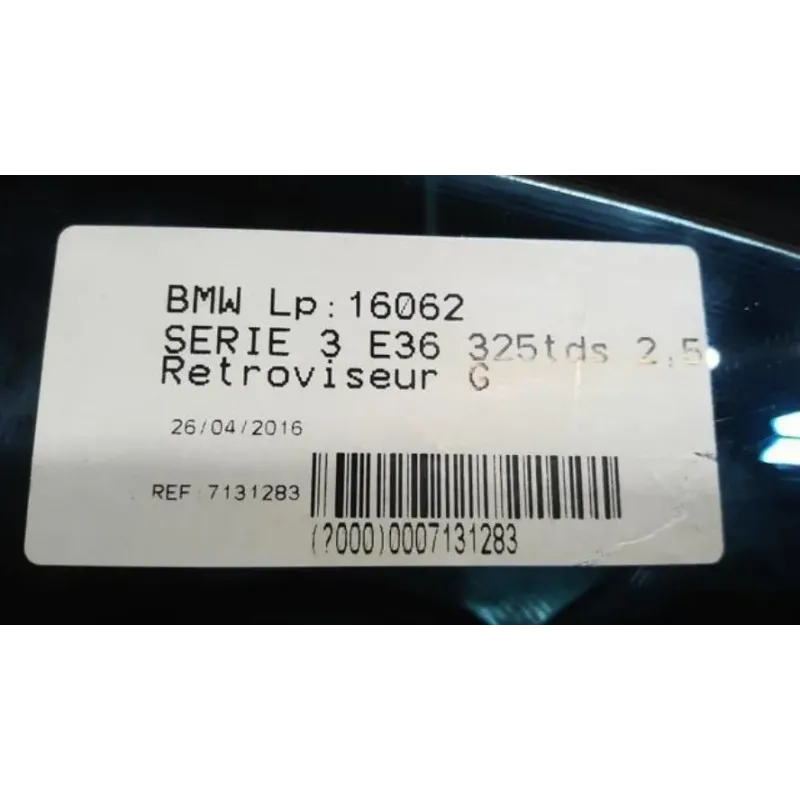 BMW Lp:16062
SERIE 3 E36 325tds 2.5
Retroviseur G
26/04/2016
REF:7131283
(?000)0007131283